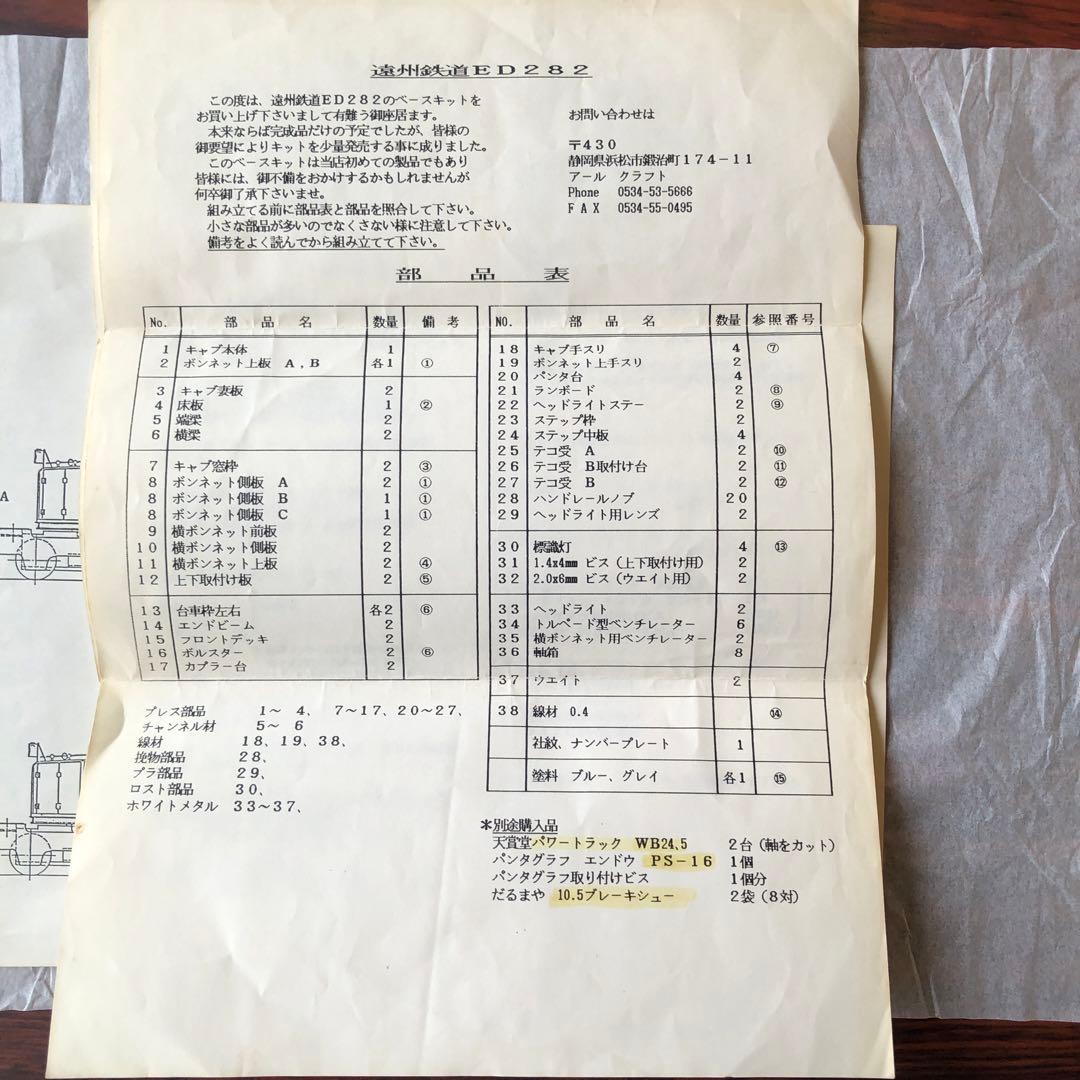 遠州鉄道ＥＤ２８２
この度は、遠州鉄道ＥＤ２８２のベースキットを
お買い上げ下さいまして有難う御座居ます。
本来ならば完成品だけの予定でしたが、皆様の
御要望によりキットを少量発売する事に成りました。
このベースキットは当店初めての製品でもあり
皆様には、御不備をおかけするかもしれませんが
何卒御了承下さいませ。
組み立てる前に部品表と部品を照合して下さい。
小さな部品が多いのでなくさない様に注意して下さい。
備考をよく読んでから組み立てて下さい。
お問い合わせは
〒４３０
静岡県浜松市鍛治町１７４－１１
アール クラフト
Phone 0534-53-5666
ＦＡＸ 0534-55-0495
部 品 表
No. 部 品 名 数量 備 考
1 キャブ本体 1
2 ボンネット上板 Ａ，Ｂ 各1 ①
3 キャブ妻板 2
4 床板 1 ②
5 端梁 2
6 横梁 2
7 キャブ窓枠 2 ③
8 ボンネット側板 Ａ 2 ①
8 ボンネット側板 Ｂ 1 ①
8 ボンネット側板 Ｃ 1 ①
9 横ボンネット前板 2
10 横ボンネット側板 2
11 横ボンネット上板 2 ④
12 上下取付け板 2 ⑤
13 台車枠左右 各2 ⑥
14 エンドビーム 2
15 フロントデッキ 2
16 ボルスター 2 ⑥
17 カプラー台 2
NO. 部 品 名 数量 参照番号
18 キャブ手スリ 4 ⑦
19 ボンネット上手スリ 2
20 パンタ台 4
21 ランボード 2 ⑧
22 ヘッドライトステー 2 ⑨
23 ステップ枠 2
24 ステップ中板 4
25 テコ受 Ａ 2 ⑩
26 テコ受 Ｂ取付け台 2 ⑪
27 テコ受 Ｂ 2 ⑫
28 ハンドレールノブ 20
29 ヘッドライト用レンズ 2
30 標識灯 4 ⑬
31 1.4x4mm ビス（上下取付け用） 2
32 2.0x6mm ビス（ウエイト用） 2
33 ヘッドライト 2
34 トルペード型ベンチレーター 6
35 横ボンネット用ベンチレーター 2
36 軸箱 8
37 ウエイト 2
38 線材 0.4 ⑭
社紋、ナンバープレート 1
塗料 ブルー、グレイ 各1 ⑮
プレス部品 １～ ４、 ７～１７、２０～２７、
チャンネル材 ５～ ６
線材 １８、１９、３８、
挽物部品 ２８、
プラ部品 ２９、
ロスト部品 ３０、
ホワイトメタル ３３～３７、
＊別途購入品
天賞堂パワートラック WB24,5 ２台（軸をカット）
パンタグラフ エンドウ ＰＳ－１６ １個
パンタグラフ取り付けビス １個分
だるまや 10.5ブレーキシュー ２袋（８対）
A